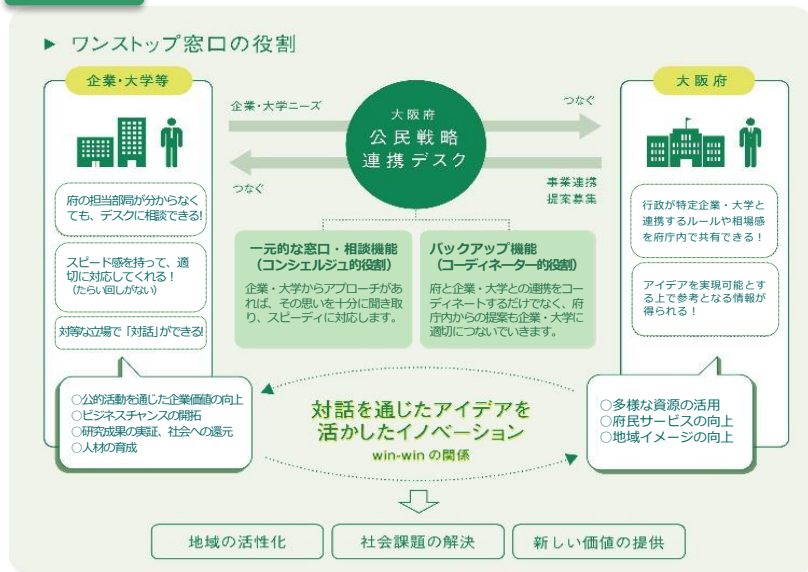 ▶ ワンストップ窓口の役割
企業・大学等
府の担当部局が分からなく
ても、デスクに相談できる!
スピード感を持って、適
切に対応してくれる！
（たらい回しがない）
対等な立場で「対話」ができる!
○公的活動を通じた企業価値の向上
○ビジネスチャンスの開拓
○研究成果の実証、社会への還元
○人材の育成
企業・大学ニーズ
つなぐ
大阪府
公民戦略
連携デスク
つなぐ
事業連携
提案募集
一元的な窓口・相談機能
（コンシェルジュ的役割）
企業・大学からアプローチがあ
れば、その思いを十分に聞き取
り、スピーディに対応します。
バックアップ機能
（コーディネーター的役割）
府と企業・大学との連携をコー
ディネートするだけでなく、府
庁内からの提案も企業・大学に
適切につないでいきます。
大阪府
行政が特定企業・大学と
連携するルールや相場感
を府庁内で共有できる！
アイデアを実現可能とす
る上で参考となる情報が
得られる！
○多様な資源の活用
○府民サービスの向上
○地域イメージの向上
対話を通じたアイデアを
活かしたイノベーション
win-win の関係
地域の活性化
社会課題の解決
新しい価値の提供